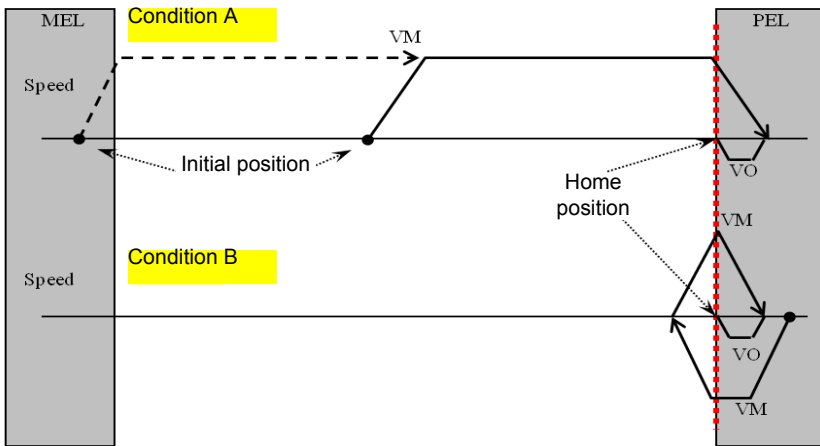 MEL
Condition A
PEL
VM
Speed
Initial position
VO
Home
position
VM
Condition B
Speed
VO
VM